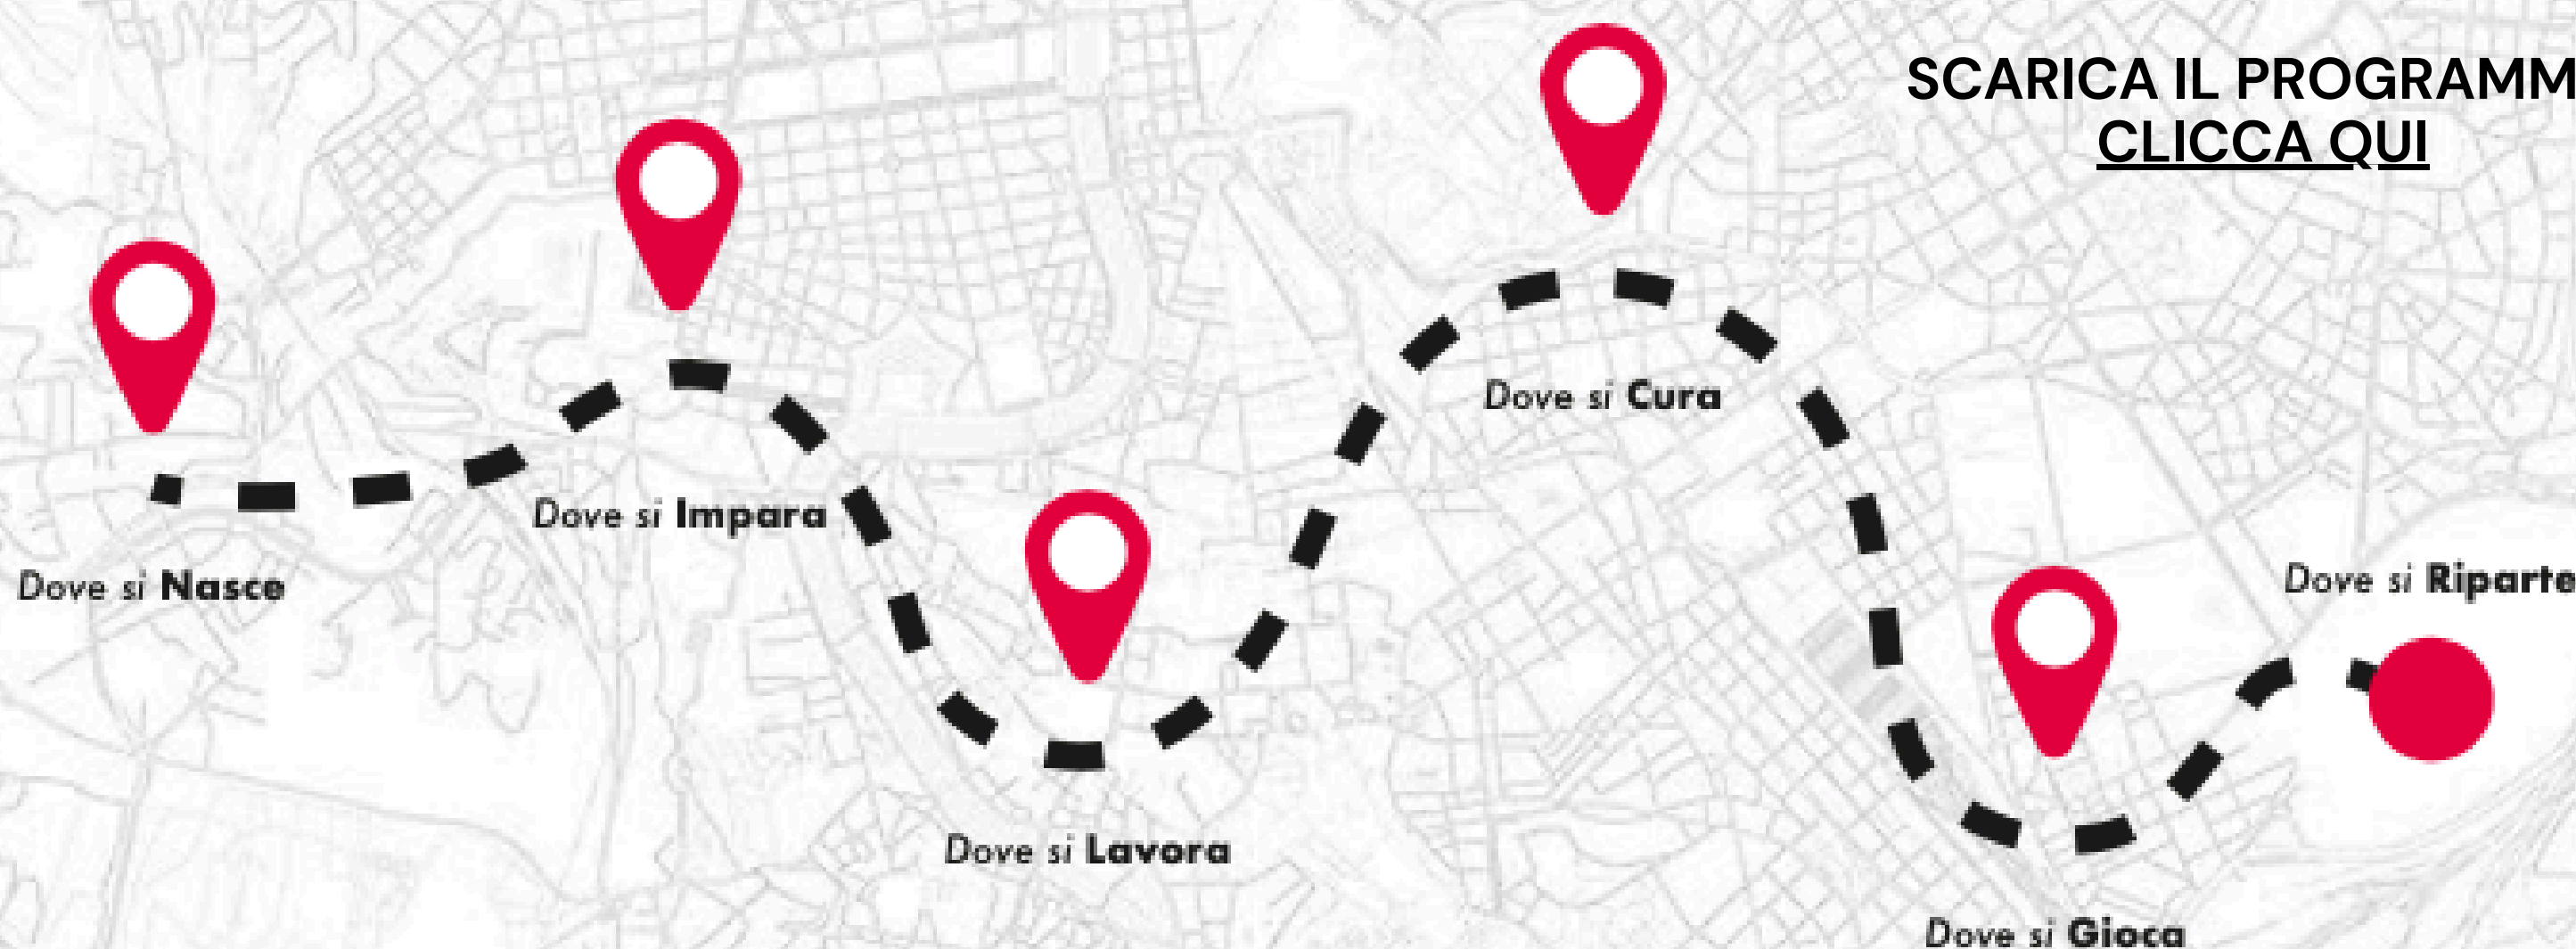 SCARICA IL PROGRAMM
CLICCA QUI
Dove si Nasce
Dove si Impara
Dove si Lavora
Dove si Cura
Dove si Gioca
Dove si Riparte